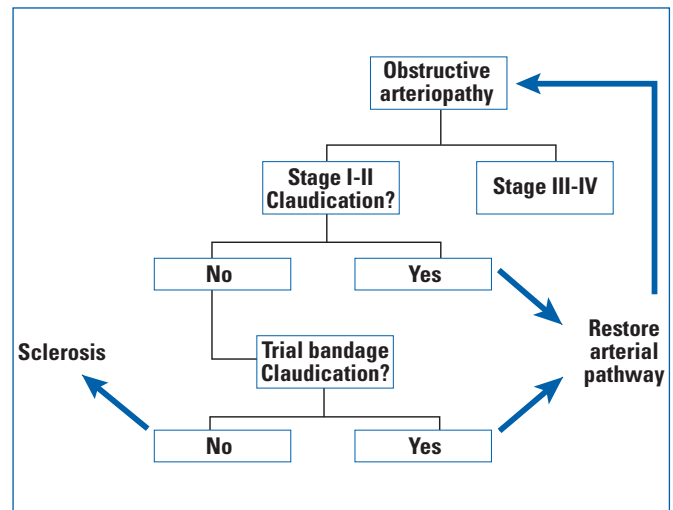 Obstructive
arteriopathy
Stage I-II
Claudication?
Stage III-IV
No
Yes
Sclerosis
Trial bandage
Claudication?
Restore
arterial
pathway
No
Yes